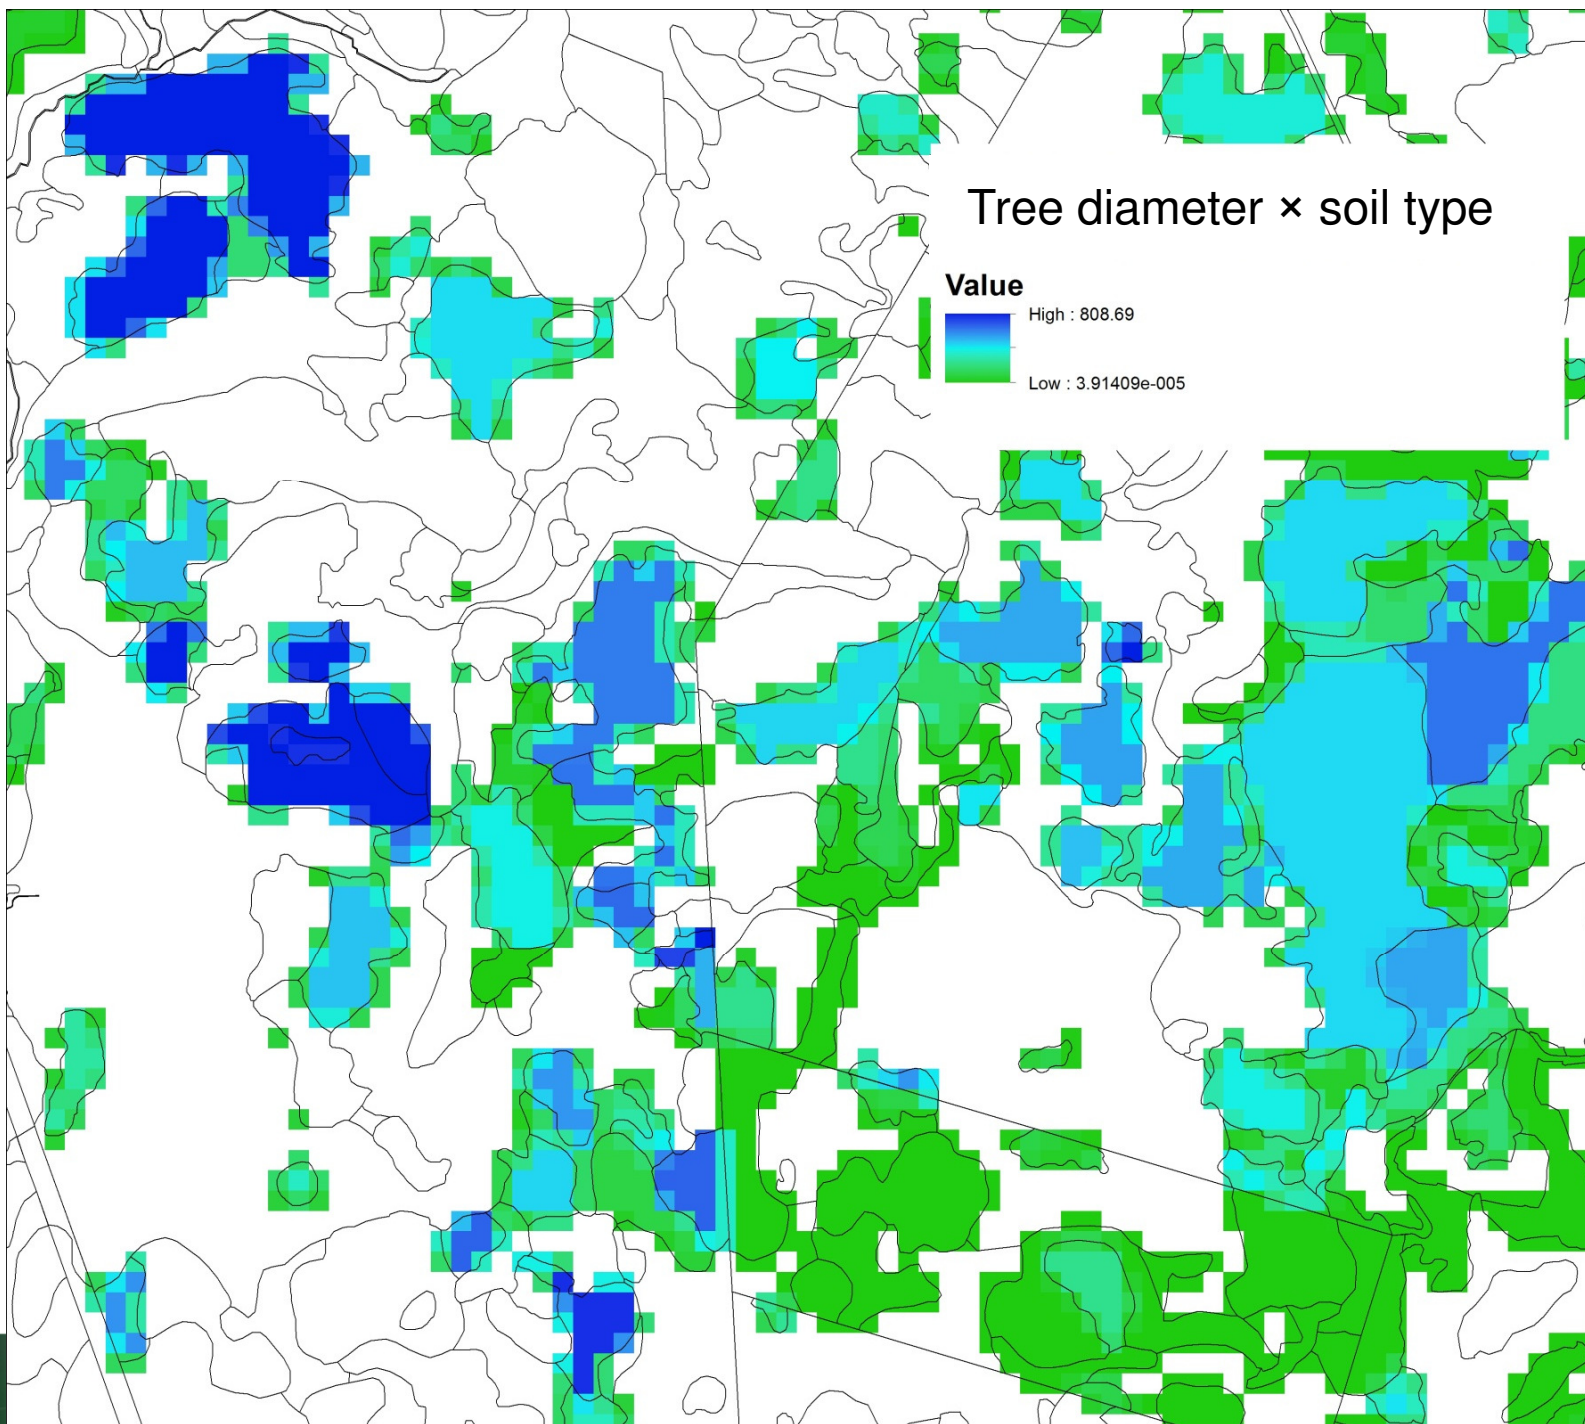 Tree diameter × soil type
Value
High : 808.69
Low : 3.91409e-005